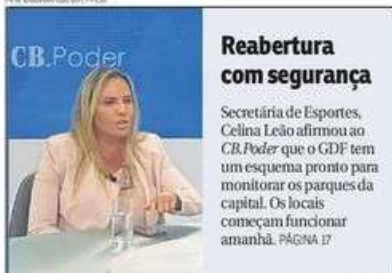 CB.Poder
Reabertura
com segurança
Secretária de Esportes,
Celina Leão afirmou ao
CB.Poder que o GDF tem
um esquema pronto para
monitorar os parques da
capital. Os locais
começam funcionar
amanhã. PÁGINA 17